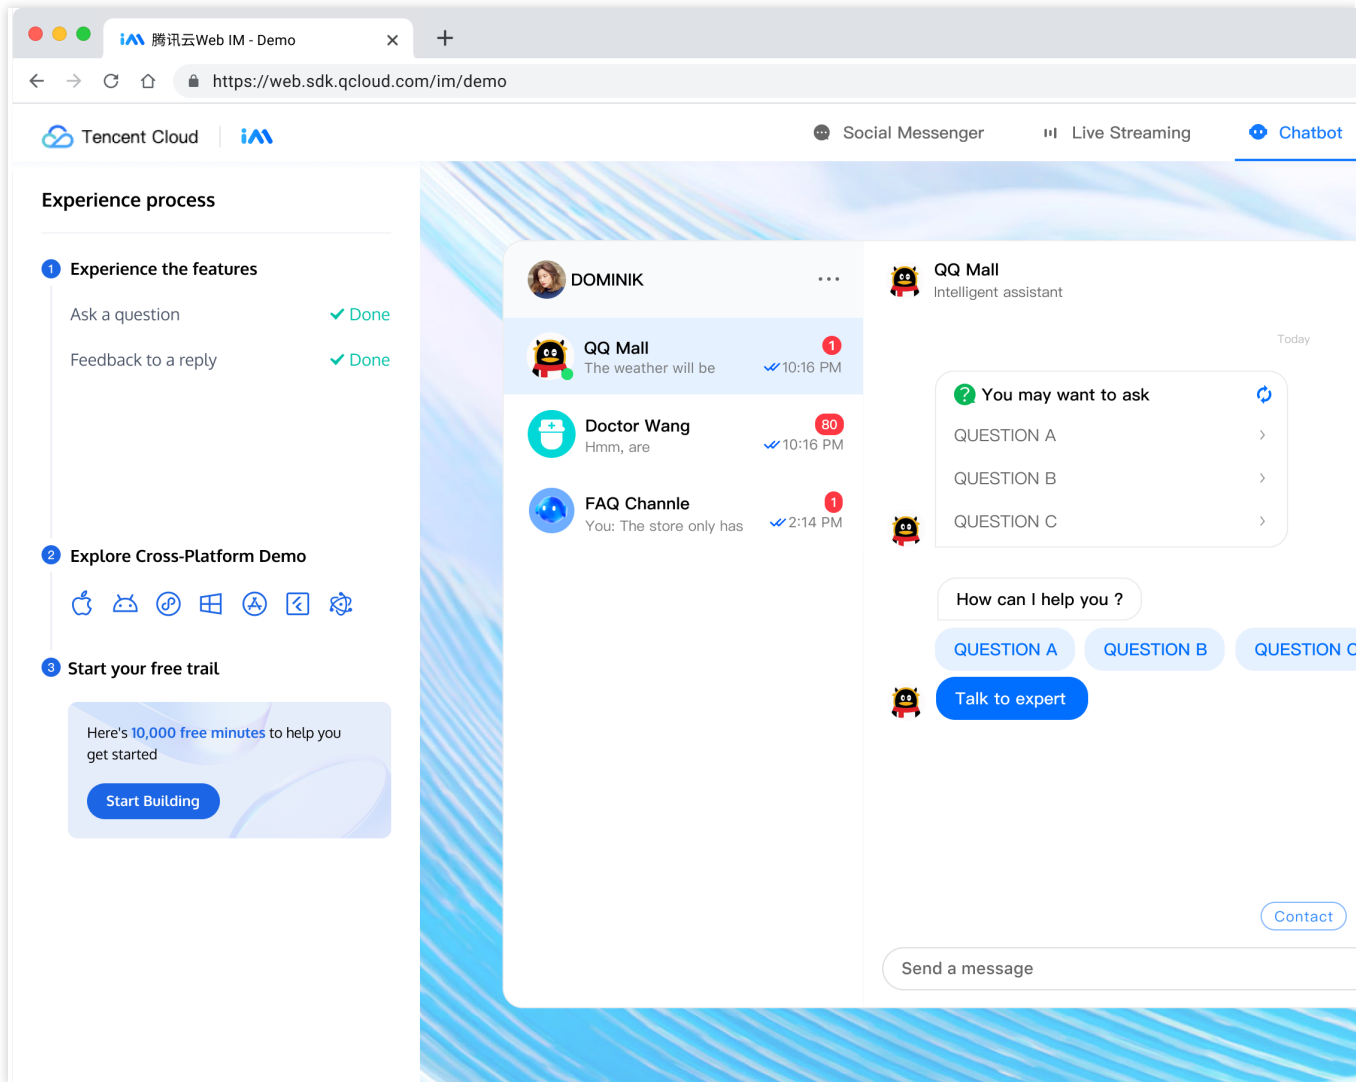 腾讯云Web IM - Demo
https://web.sdk.qcloud.com/im/demo
Tencent Cloud
im
Social Messenger
Live Streaming
Chatbot
Experience process
1 Experience the features
Ask a question
Done
Feedback to a reply
Done
2 Explore Cross-Platform Demo
3 Start your free trail
Here's 10,000 free minutes to help you
get started
Start Building
DOMINIK
QQ Mall
1
The weather will be
10:16 PM
Doctor Wang
80
Hmm, are
10:16 PM
FAQ Channle
1
You: The store only has
2:14 PM
QQ Mall
Intelligent assistant
Today
? You may want to ask
QUESTION A
QUESTION B
QUESTION C
How can I help you ?
QUESTION A
QUESTION B
QUESTION C
Talk to expert
Contact
Send a message